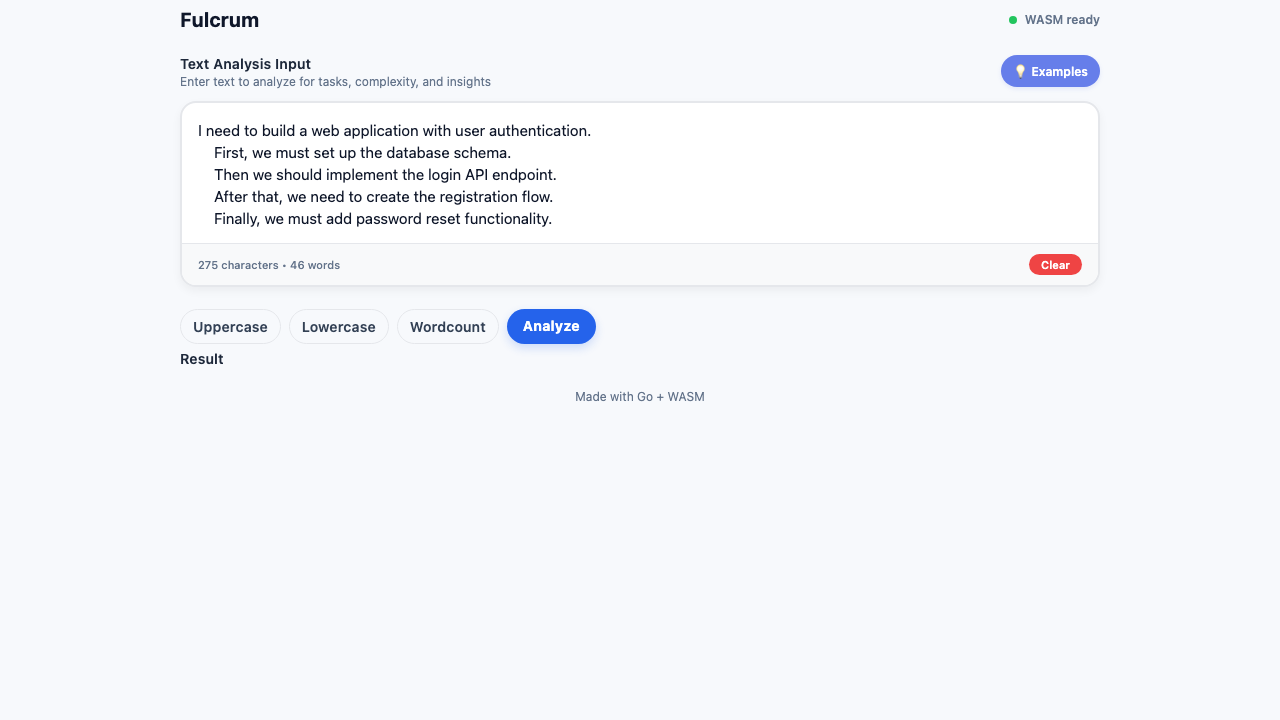 Fulcrum
WASM ready
Text Analysis Input
Enter text to analyze for tasks, complexity, and insights
💡 Examples
I need to build a web application with user authentication.
First, we must set up the database schema.
Then we should implement the login API endpoint.
After that, we need to create the registration flow.
Finally, we must add password reset functionality.
275 characters • 46 words
Clear
Uppercase
Lowercase
Wordcount
Analyze
Result
Made with Go + WASM